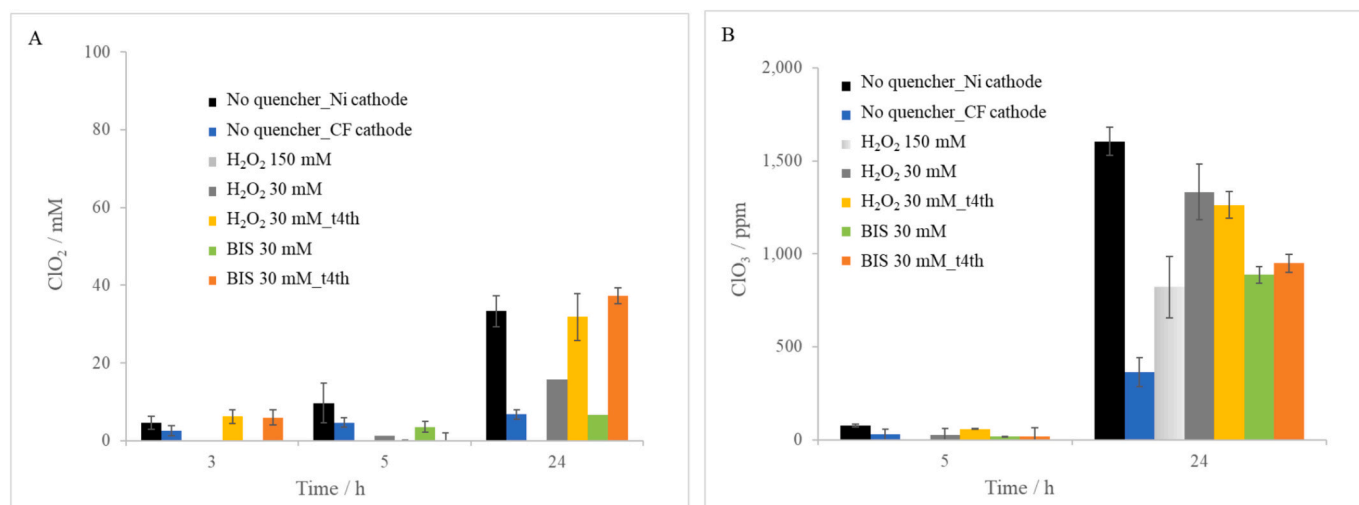 A
ClO₂ / mM
100
80
60
40
20
0
No quencher_Ni cathode
No quencher_CF cathode
H₂O₂ 150 mM
H₂O₂ 30 mM
H₂O₂ 30 mM_t4th
BIS 30 mM
BIS 30 mM_t4th
3 5 24
Time / h
B
ClO₃ / ppm
2,000
1,500
1,000
500
0
No quencher_Ni cathode
No quencher_CF cathode
H₂O₂ 150 mM
H₂O₂ 30 mM
H₂O₂ 30 mM_t4th
BIS 30 mM
BIS 30 mM_t4th
5 24
Time / h